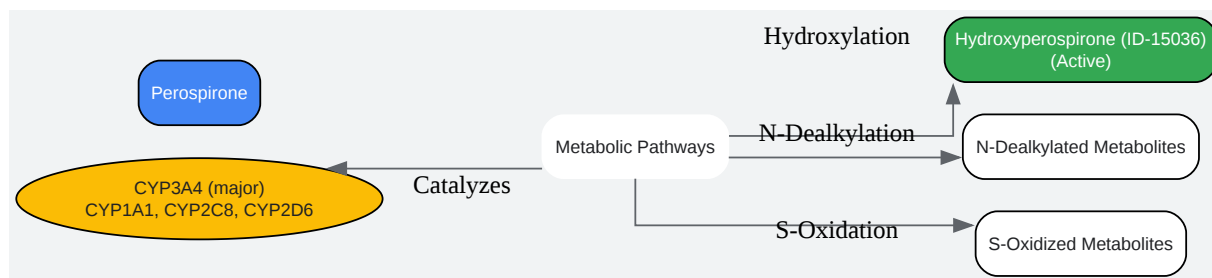 Perospirone
CYP3A4 (major)
CYP1A1, CYP2C8, CYP2D6
Catalyzes
Metabolic Pathways
Hydroxylation
Hydroxyperospirone (ID-15036)
(Active)
N-Dealkylation
N-Dealkylated Metabolites
S-Oxidation
S-Oxidized Metabolites